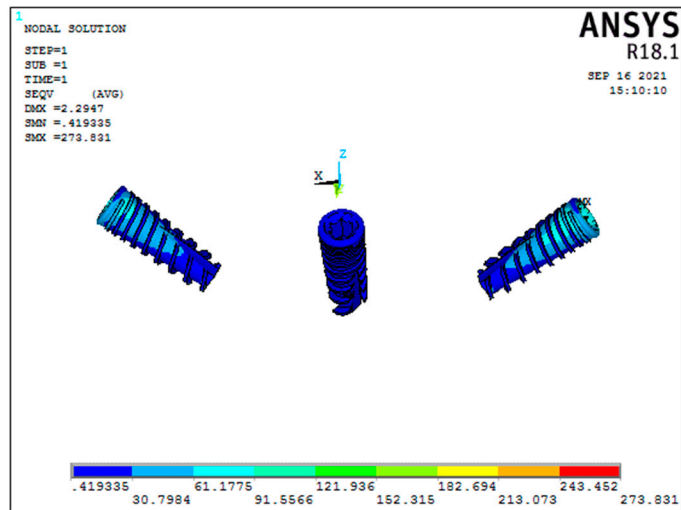 1
NODAL SOLUTION
STEP=1
SUB =1
TIME=1
SEQV (AVG)
DMX =2.2947
SMN =.419335
SMX =273.831
ANSYS
R18.1
SEP 16 2021
15:10:10
Z
X
MX
.419335 61.1775 121.936 182.694 243.452
30.7984 91.5566 152.315 213.073 273.831